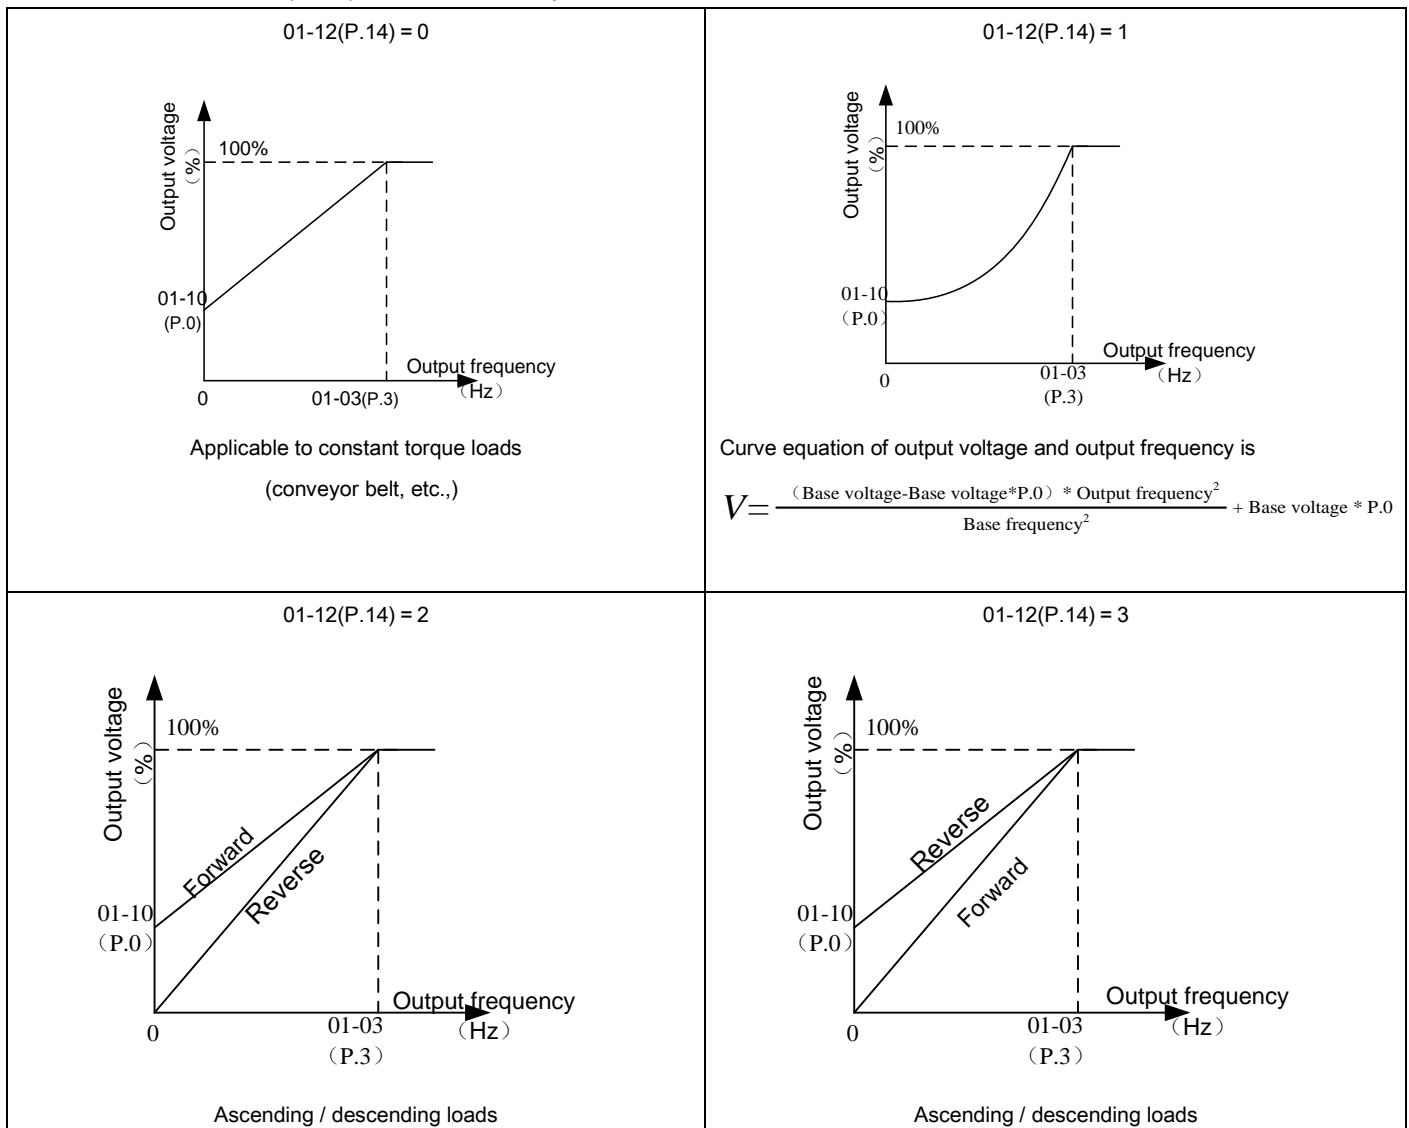 01-12(P.14) = 0
Output voltage
(%)
100%
01-10
(P.0)
Output frequency
(Hz)
0
01-03(P.3)
Applicable to constant torque loads
(conveyor belt, etc.,)
01-12(P.14) = 1
Output voltage
(%)
100%
01-10
(P.0)
Output frequency
(Hz)
0
01-03
(P.3)
Curve equation of output voltage and output frequency is
V= (Base voltage-Base voltage*P.0) * Output frequency² / Base frequency² + Base voltage * P.0
01-12(P.14) = 2
Output voltage
(%)
100%
Forward
Reverse
01-10
(P.0)
Output frequency
(Hz)
0
01-03
(P.3)
Ascending / descending loads
01-12(P.14) = 3
Output voltage
(%)
100%
Reverse
Forward
01-10
(P.0)
Output frequency
(Hz)
0
01-03
(P.3)
Ascending / descending loads